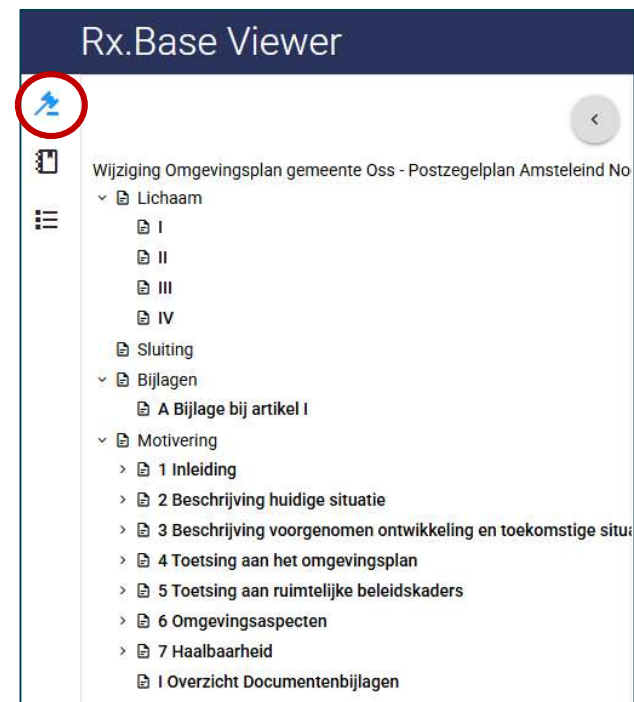 Rx.Base Viewer
Wijziging Omgevingsplan gemeente Oss - Postzegelplan Amsteleind No
Lichaam
I
II
III
IV
Sluiting
Bijlagen
A Bijlage bij artikel I
Motivering
1 Inleiding
2 Beschrijving huidige situatie
3 Beschrijving voorgenomen ontwikkeling en toekomstige situa
4 Toetsing aan het omgevingsplan
5 Toetsing aan ruimtelijke beleidskaders
6 Omgevingsaspecten
7 Haalbaarheid
I Overzicht Documentenbijlagen